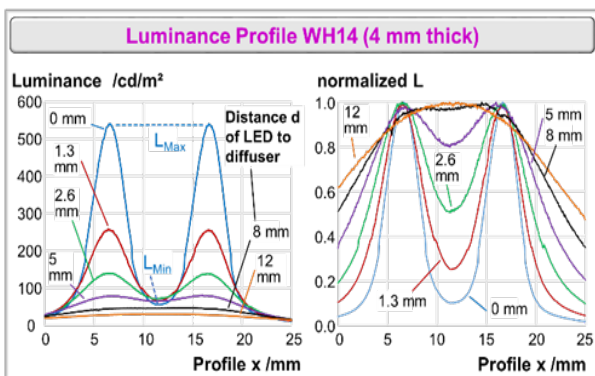 Luminance Profile WH14 (4 mm thick)
Luminance /cd/m²
600
500
400
300
200
100
0
0 mm
1.3
mm
2.6
mm
5
mm
LMax
LMin
Distance d
of LED to
diffuser
8 mm
12
mm
0 5 10 15 20 25
Profile x /mm
normalized L
1.0
0.8
0.6
0.4
0.2
0.0
12
mm
5 mm
8 mm
2.6
mm
1.3 mm
0 mm
0 5 10 15 20 25
Profile x /mm